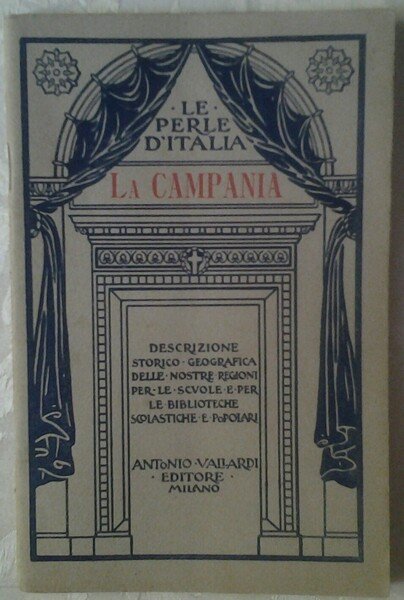 · LE ·
PERLE
D'ITALIA
LA CAMPANIA
DESCRIZIONE
STORICO · GEOGRAFICA
DELLE · NOSTRE · REGIONI
PER · LE · SCVOLE · E · PER
LE BIBLIOTECHE
SCOLASTICHE · E · POPOLARI
ANTONIO · VALLARDI
· EDITORE ·
MILANO